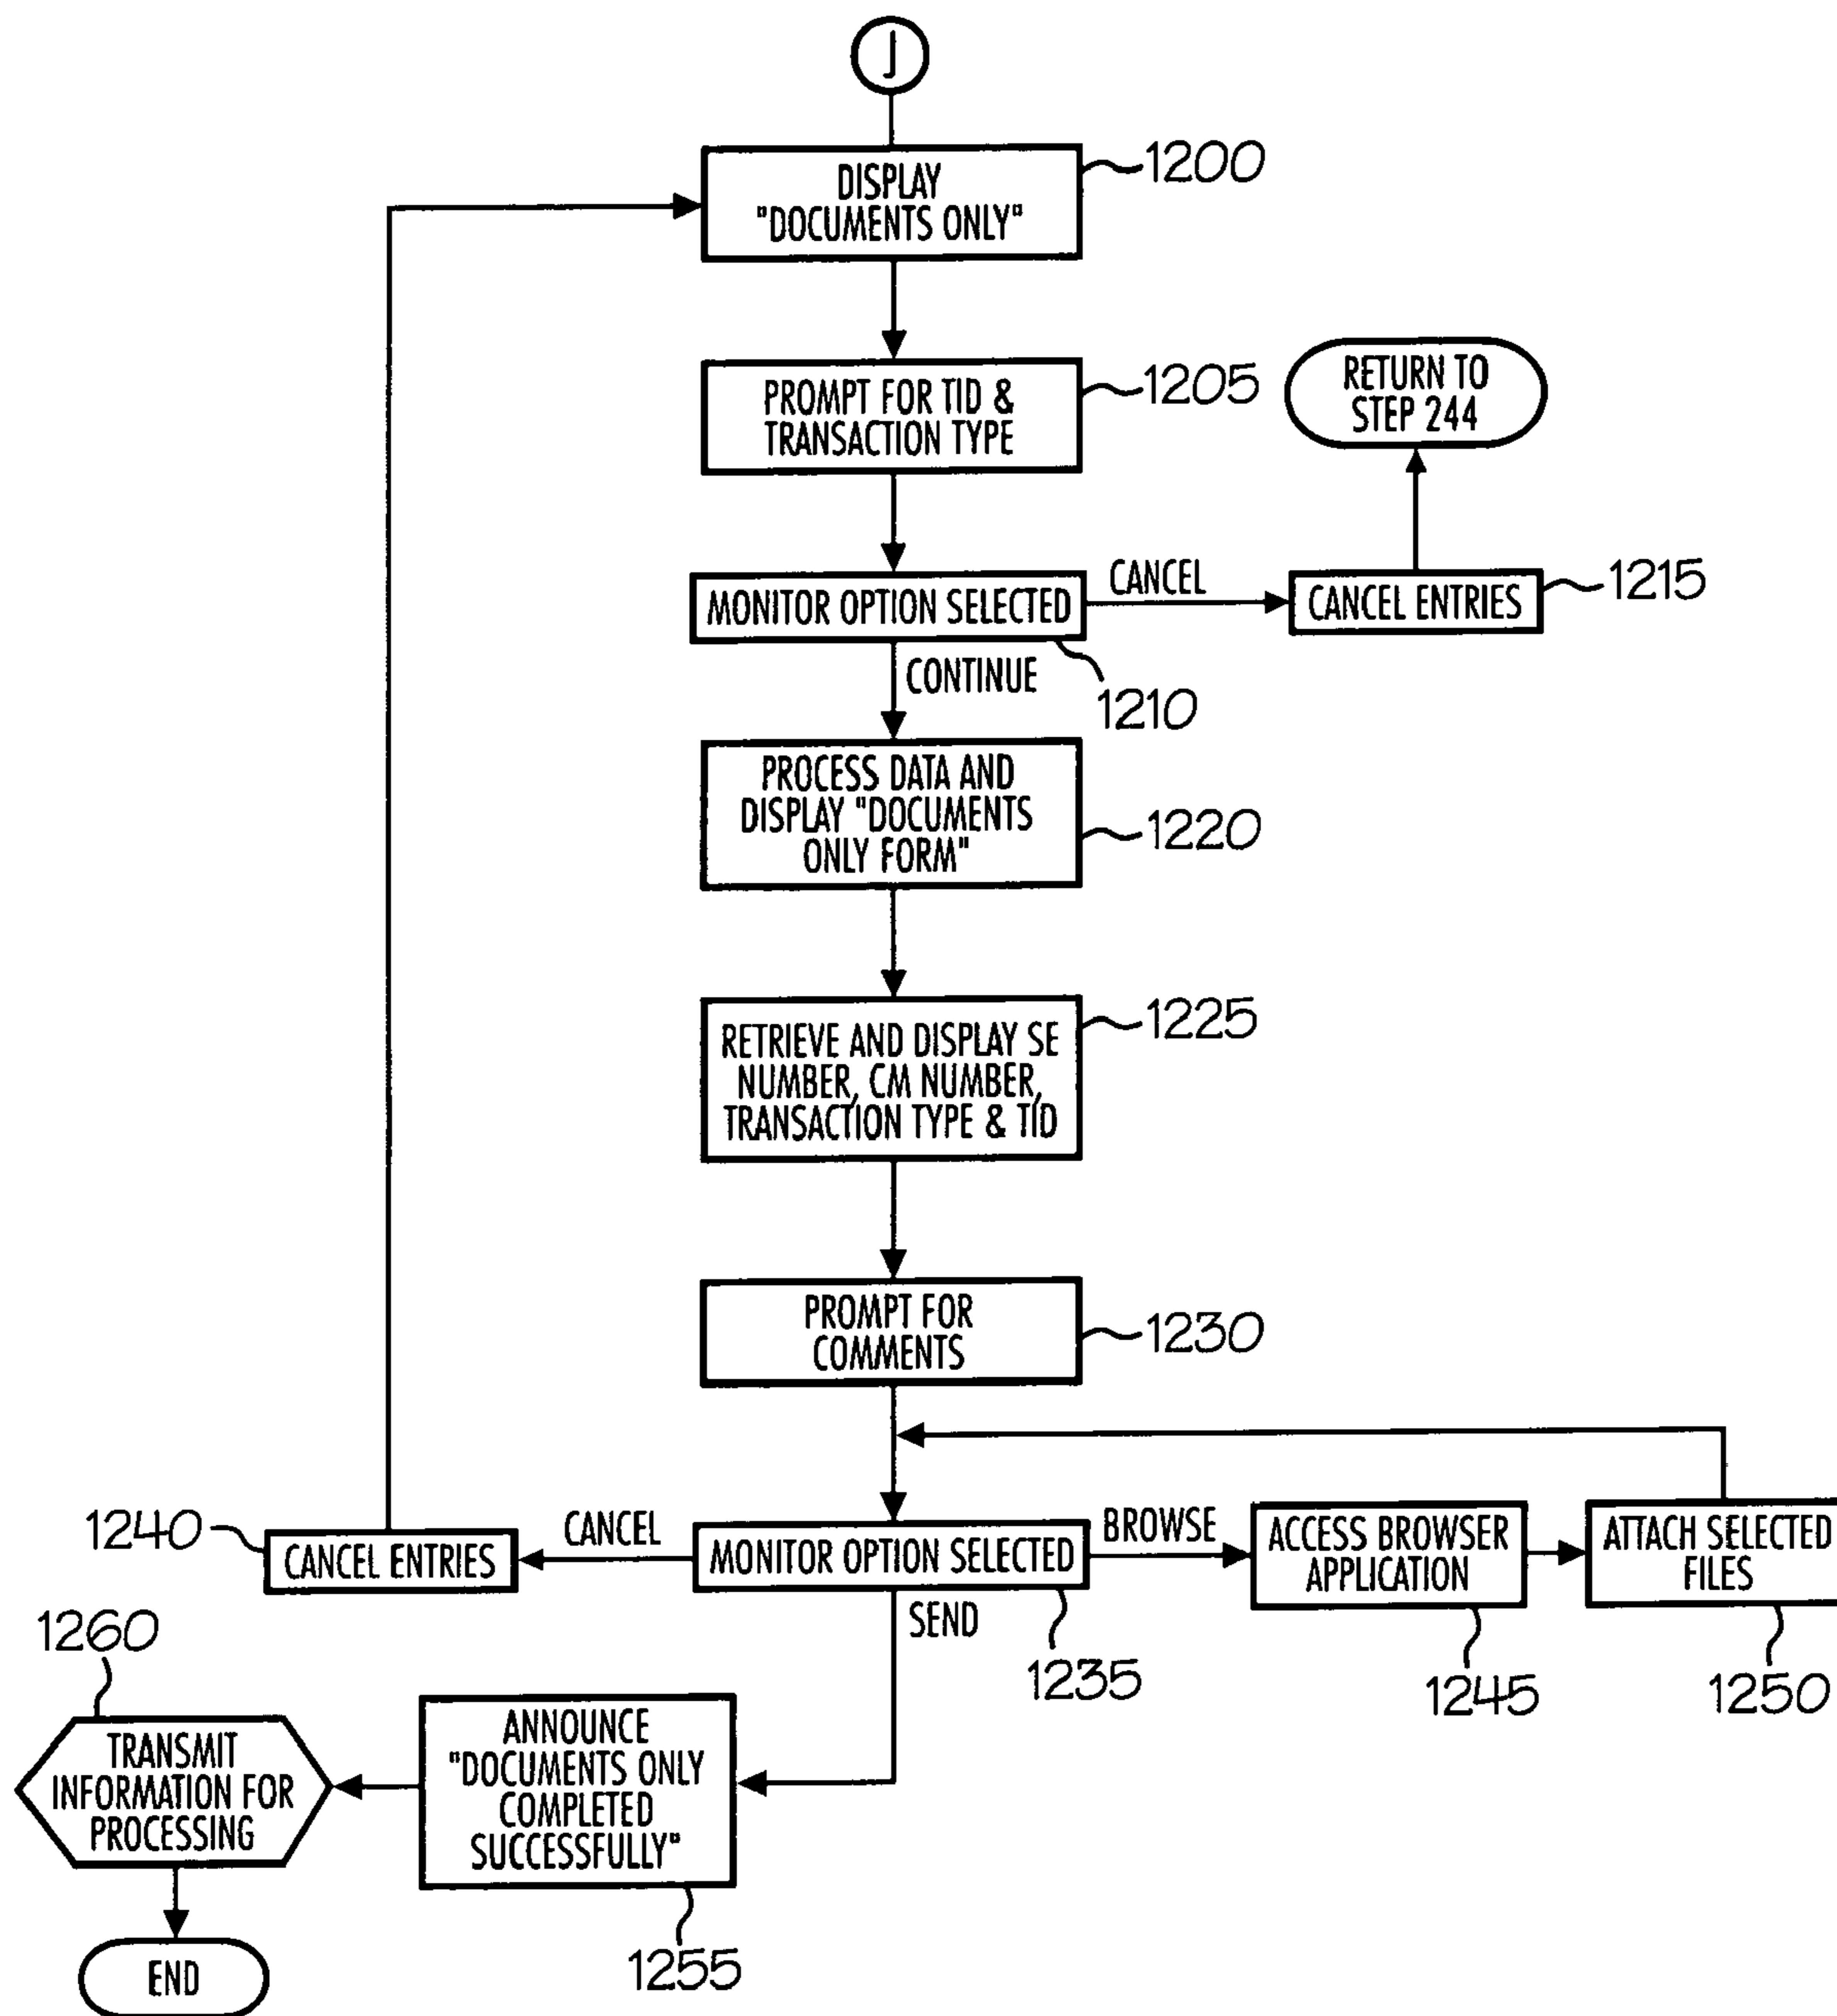 J
DISPLAY
"DOCUMENTS ONLY"
1200
PROMPT FOR TID &
TRANSACTION TYPE
1205
RETURN TO
STEP 244
MONITOR OPTION SELECTED
CANCEL
CANCEL ENTRIES
1215
CONTINUE
1210
PROCESS DATA AND
DISPLAY "DOCUMENTS
ONLY FORM"
1220
RETRIEVE AND DISPLAY SE
NUMBER, CM NUMBER,
TRANSACTION TYPE & TID
1225
PROMPT FOR
COMMENTS
1230
1240
CANCEL ENTRIES
CANCEL
MONITOR OPTION SELECTED
BROWSE
ACCESS BROWSER
APPLICATION
ATTACH SELECTED
FILES
SEND
1235
1245
1250
1260
TRANSMIT
INFORMATION FOR
PROCESSING
ANNOUNCE
"DOCUMENTS ONLY
COMPLETED
SUCCESSFULLY"
1255
END